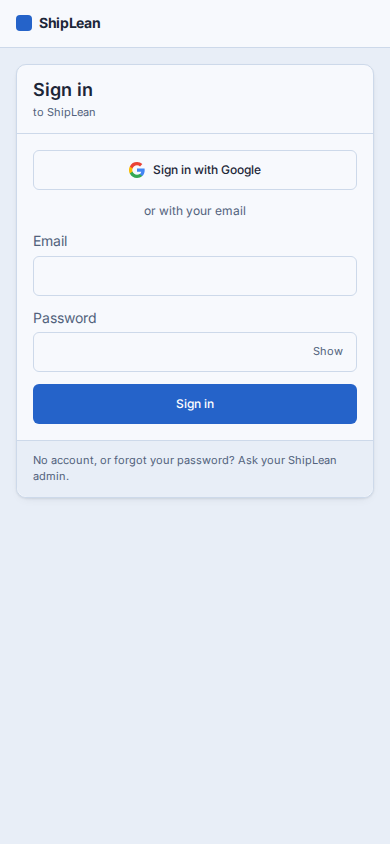 ShipLean
Sign in
to ShipLean
Sign in with Google
or with your email
Email
Password
Show
Sign in
No account, or forgot your password? Ask your ShipLean
admin.